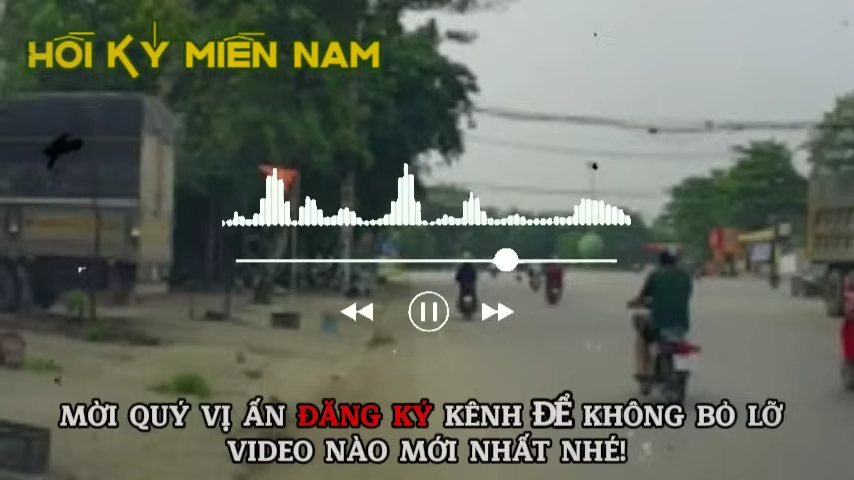 HỒI KÝ MIỀN NAM
MỜI QUÝ VỊ ẤN ĐĂNG KÝ KÊNH ĐỂ KHÔNG BỎ LỠ
VIDEO NÀO MỚI NHẤT NHÉ!